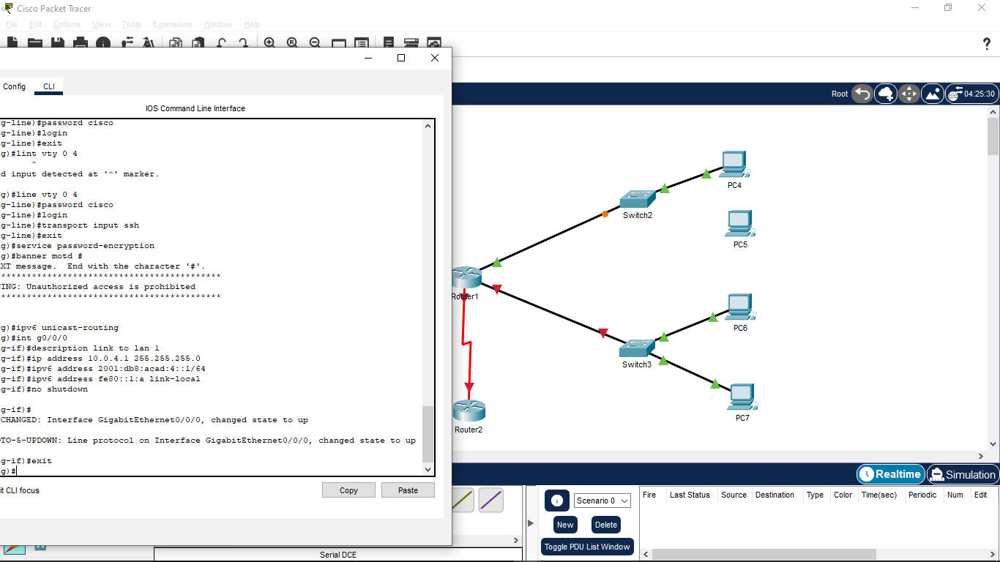 Cisco Packet Tracer
File Edit Options View Tools Extensions Window Help
?
Config CLI
IOS Command Line Interface
g-line)#password cisco
g-line)#login
g-line)#exit
g)#lint vty 0 4
^
d input detected at '^' marker.
g)#line vty 0 4
g-line)#password cisco
g-line)#login
g-line)#transport input ssh
g-line)#exit
g)#service password-encryption
g)#banner motd #
EXT message.  End with the character '#'.
*******************************************
ING: Unauthorized access is prohibited
*******************************************
g)#ipv6 unicast-routing
g)#int g0/0/0
g-if)#description link to lan 1
g-if)#ip address 10.0.4.1 255.255.255.0
g-if)#ipv6 address 2001:db8:acad:4::1/64
g-if)#ipv6 address fe80::1:a link-local
g-if)#no shutdown
g-if)#
CHANGED: Interface GigabitEthernet0/0/0, changed state to up
OTO-5-UPDOWN: Line protocol on Interface GigabitEthernet0/0/0, changed state to up
g-if)#exit
g)#
it CLI focus
Copy
Paste
Root
04:25:30
PC4
Switch2
PC5
Router1
PC6
Switch3
PC7
Router2
Realtime
Simulation
Scenario 0
New
Delete
Toggle PDU List Window
Fire Last Status Source Destination Type Color Time(sec) Periodic Num Edit
Serial DCE